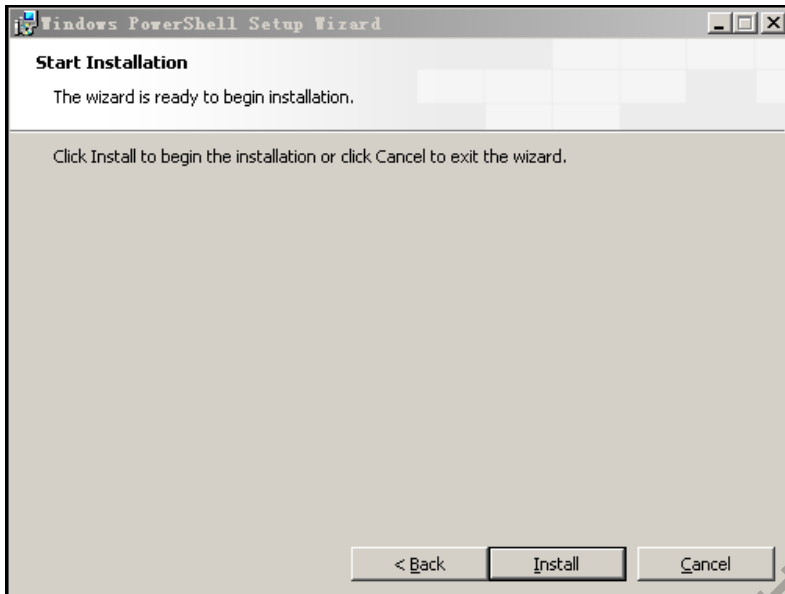 Windows PowerShell Setup Wizard
Start Installation
The wizard is ready to begin installation.
Click Install to begin the installation or click Cancel to exit the wizard.
< Back Install Cancel